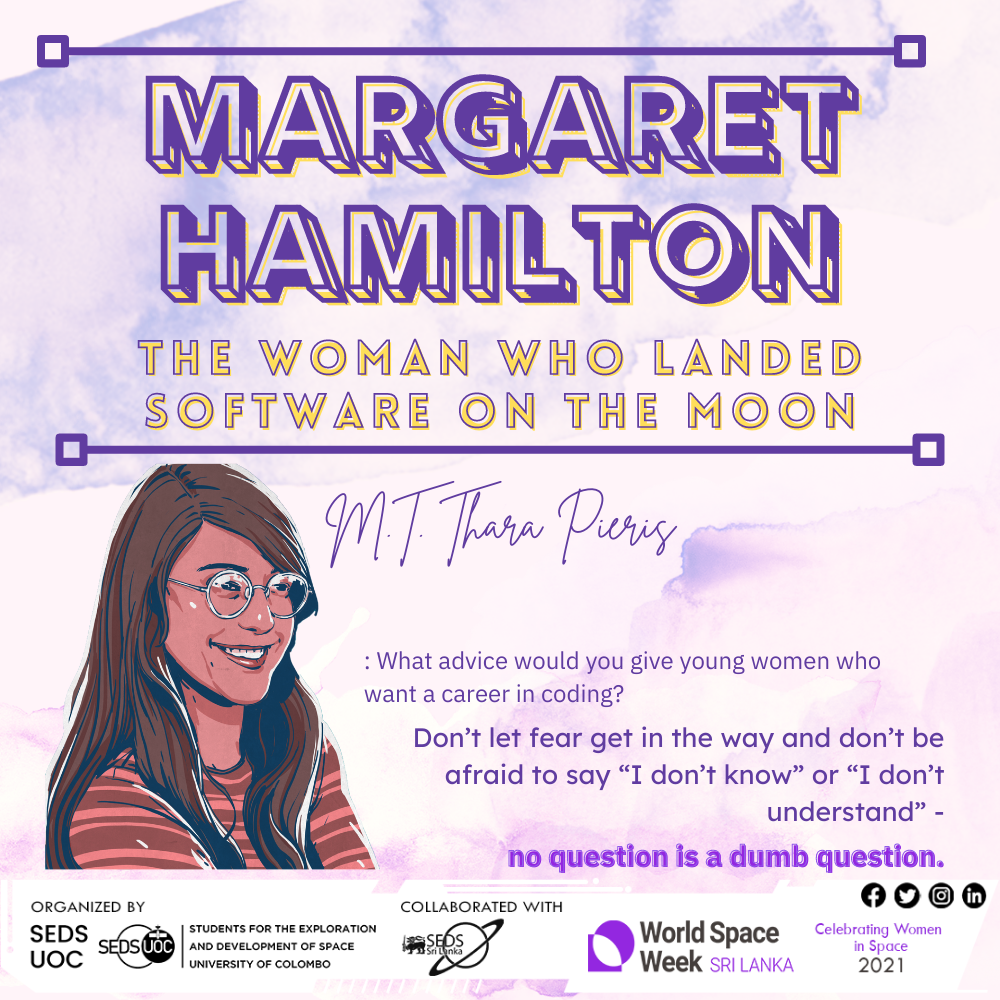 MARGARET
HAMILTON
THE WOMAN WHO LANDED
SOFTWARE ON THE MOON
M.T. Thara Pieris
: What advice would you give young women who
want a career in coding?
Don’t let fear get in the way and don’t be
afraid to say “I don’t know” or “I don’t
understand” -
no question is a dumb question.
ORGANIZED BY
SEDS
UOC
SEDS UOC
STUDENTS FOR THE EXPLORATION
AND DEVELOPMENT OF SPACE
UNIVERSITY OF COLOMBO
COLLABORATED WITH
SEDS
Sri Lanka
World Space
Week SRI LANKA
Celebrating Women
in Space
2021